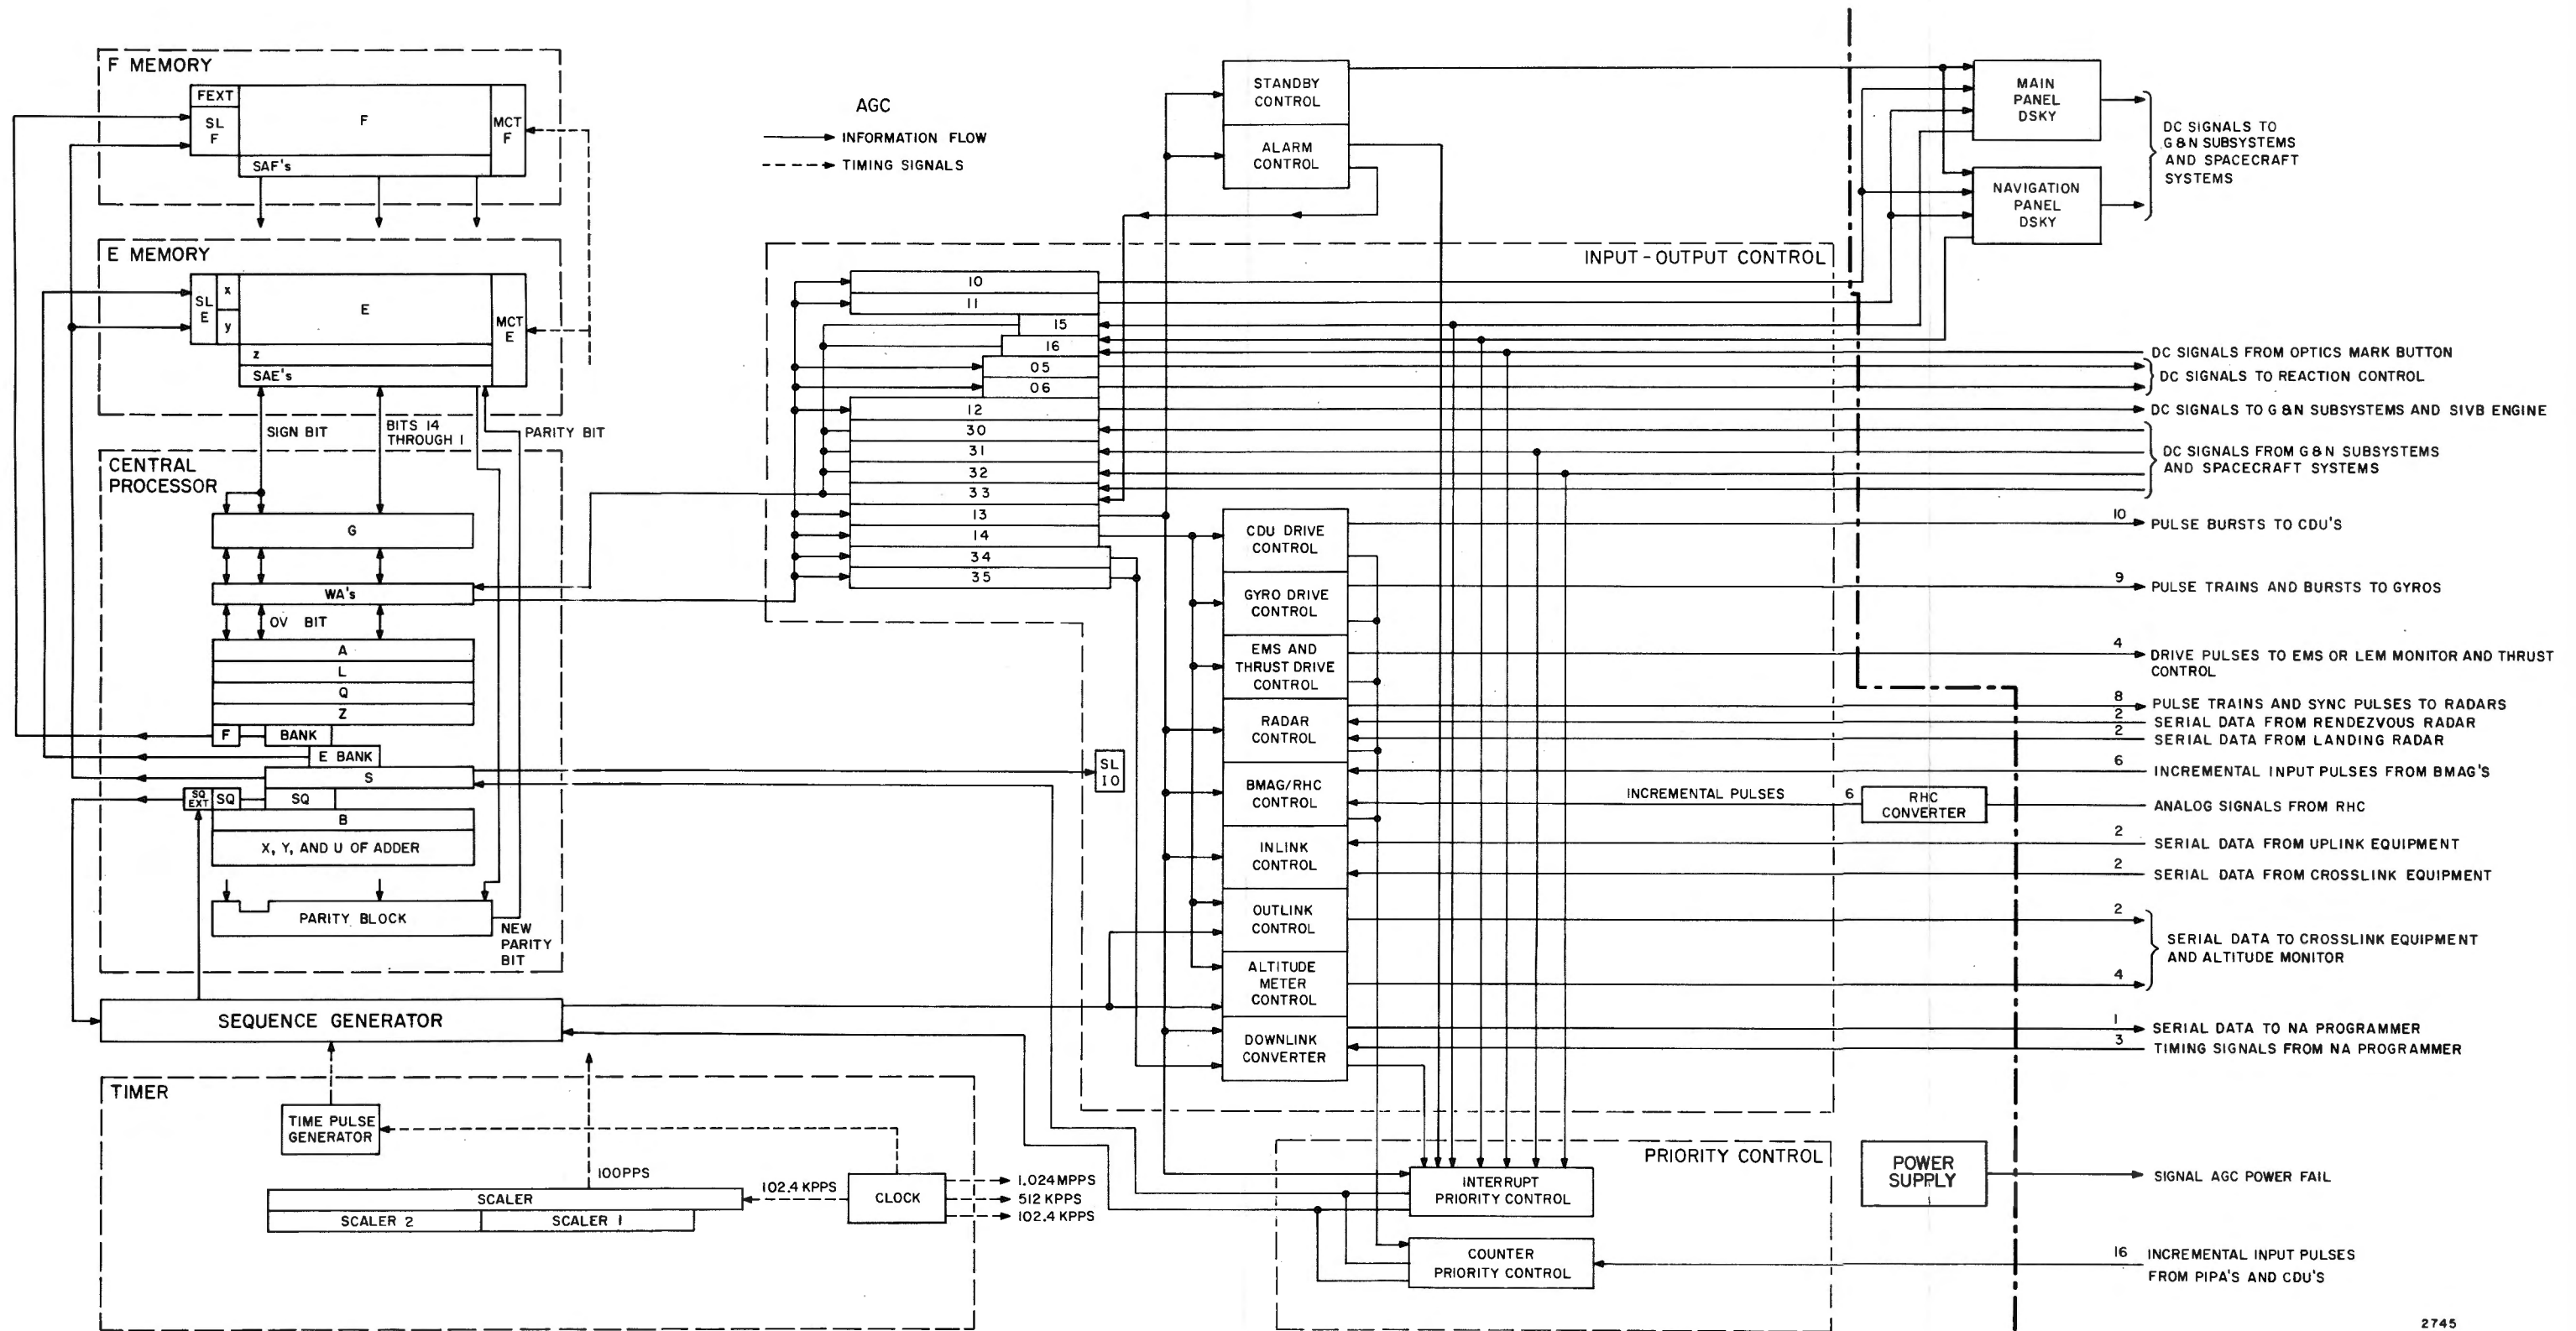 F MEMORY
FEXT
SL
F
F
MCT
F
SAF's
E MEMORY
SL
E
x
y
E
MCT
E
z
SAE's
SIGN BIT
BITS 14
THROUGH 1
PARITY BIT
CENTRAL
PROCESSOR
G
WA's
OV BIT
A
L
Q
Z
F
BANK
E BANK
S
SQ
EXT
SQ
SQ
B
X, Y, AND U OF ADDER
PARITY BLOCK
NEW
PARITY
BIT
SEQUENCE GENERATOR
TIMER
TIME PULSE
GENERATOR
100PPS
SCALER
SCALER 2
SCALER 1
102.4 KPPS
CLOCK
1.024 MPPS
512 KPPS
102.4 KPPS
AGC
INFORMATION FLOW
TIMING SIGNALS
STANDBY
CONTROL
ALARM
CONTROL
INPUT-OUTPUT CONTROL
10
11
15
16
05
06
12
30
31
32
33
13
14
34
35
SL
IO
CDU DRIVE
CONTROL
GYRO DRIVE
CONTROL
EMS AND
THRUST DRIVE
CONTROL
RADAR
CONTROL
BMAG/RHC
CONTROL
INLINK
CONTROL
OUTLINK
CONTROL
ALTITUDE
METER
CONTROL
DOWNLINK
CONVERTER
INCREMENTAL PULSES
6
RHC
CONVERTER
PRIORITY CONTROL
INTERRUPT
PRIORITY CONTROL
COUNTER
PRIORITY CONTROL
POWER
SUPPLY
MAIN
PANEL
DSKY
NAVIGATION
PANEL
DSKY
DC SIGNALS TO
G&N SUBSYSTEMS
AND SPACECRAFT
SYSTEMS
DC SIGNALS FROM OPTICS MARK BUTTON
DC SIGNALS TO REACTION CONTROL
DC SIGNALS TO G&N SUBSYSTEMS AND SIVB ENGINE
DC SIGNALS FROM G&N SUBSYSTEMS
AND SPACECRAFT SYSTEMS
10 PULSE BURSTS TO CDU'S
9 PULSE TRAINS AND BURSTS TO GYROS
4 DRIVE PULSES TO EMS OR LEM MONITOR AND THRUST
CONTROL
8 PULSE TRAINS AND SYNC PULSES TO RADARS
2 SERIAL DATA FROM RENDEZVOUS RADAR
2 SERIAL DATA FROM LANDING RADAR
6 INCREMENTAL INPUT PULSES FROM BMAG'S
ANALOG SIGNALS FROM RHC
2 SERIAL DATA FROM UPLINK EQUIPMENT
2 SERIAL DATA FROM CROSSLINK EQUIPMENT
2
SERIAL DATA TO CROSSLINK EQUIPMENT
AND ALTITUDE MONITOR
4
1 SERIAL DATA TO NA PROGRAMMER
3 TIMING SIGNALS FROM NA PROGRAMMER
SIGNAL AGC POWER FAIL
16 INCREMENTAL INPUT PULSES
FROM PIPA'S AND CDU'S
2745